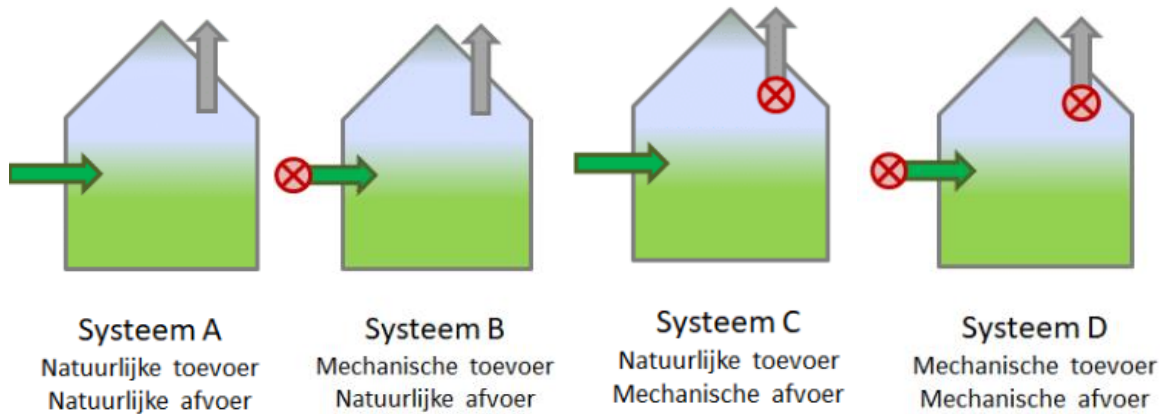 Systeem A
Natuurlijke toevoer
Natuurlijke afvoer
Systeem B
Mechanische toevoer
Natuurlijke afvoer
Systeem C
Natuurlijke toevoer
Mechanische afvoer
Systeem D
Mechanische toevoer
Mechanische afvoer